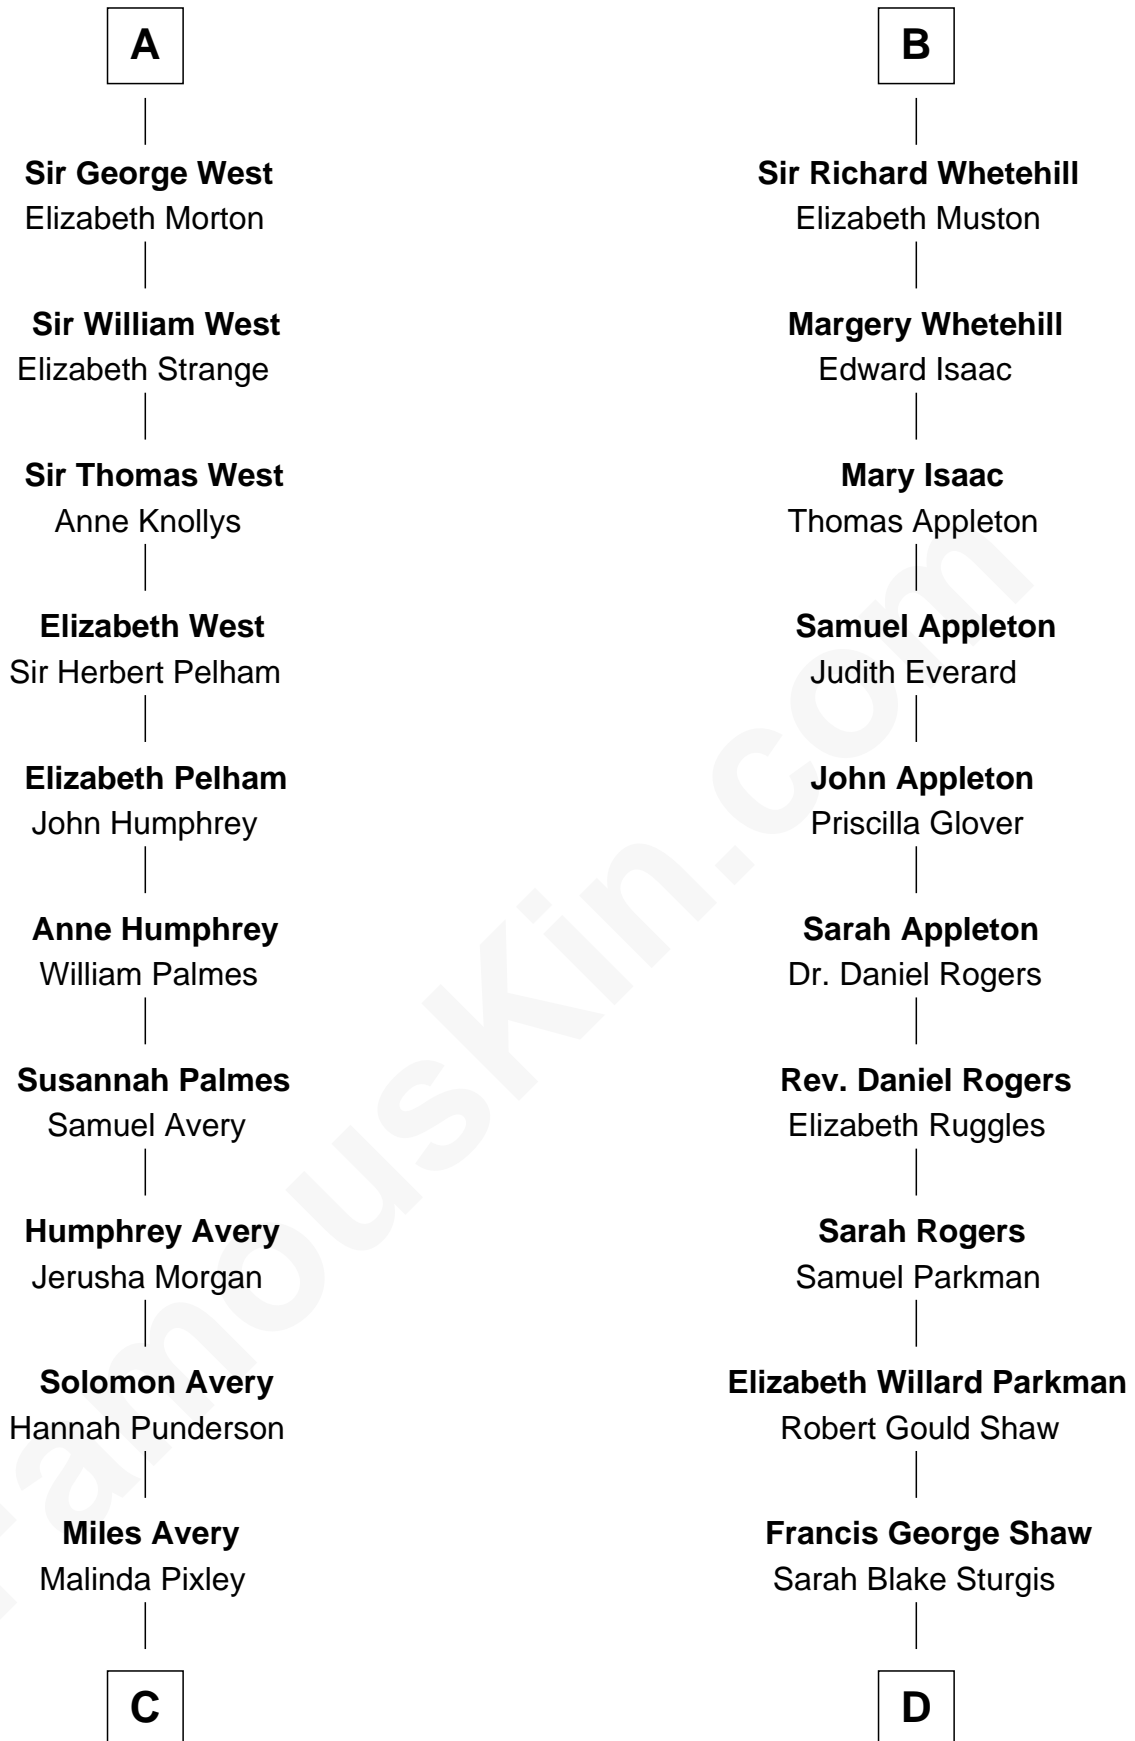 A
Sir George West
Elizabeth Morton
Sir William West
Elizabeth Strange
Sir Thomas West
Anne Knollys
Elizabeth West
Sir Herbert Pelham
Elizabeth Pelham
John Humphrey
Anne Humphrey
William Palmes
Susannah Palmes
Samuel Avery
Humphrey Avery
Jerusha Morgan
Solomon Avery
Hannah Punderson
Miles Avery
Malinda Pixley
C
B
Sir Richard Whetehill
Elizabeth Muston
Margery Whetehill
Edward Isaac
Mary Isaac
Thomas Appleton
Samuel Appleton
Judith Everard
John Appleton
Priscilla Glover
Sarah Appleton
Dr. Daniel Rogers
Rev. Daniel Rogers
Elizabeth Ruggles
Sarah Rogers
Samuel Parkman
Elizabeth Willard Parkman
Robert Gould Shaw
Francis George Shaw
Sarah Blake Sturgis
D
FamousKin.com